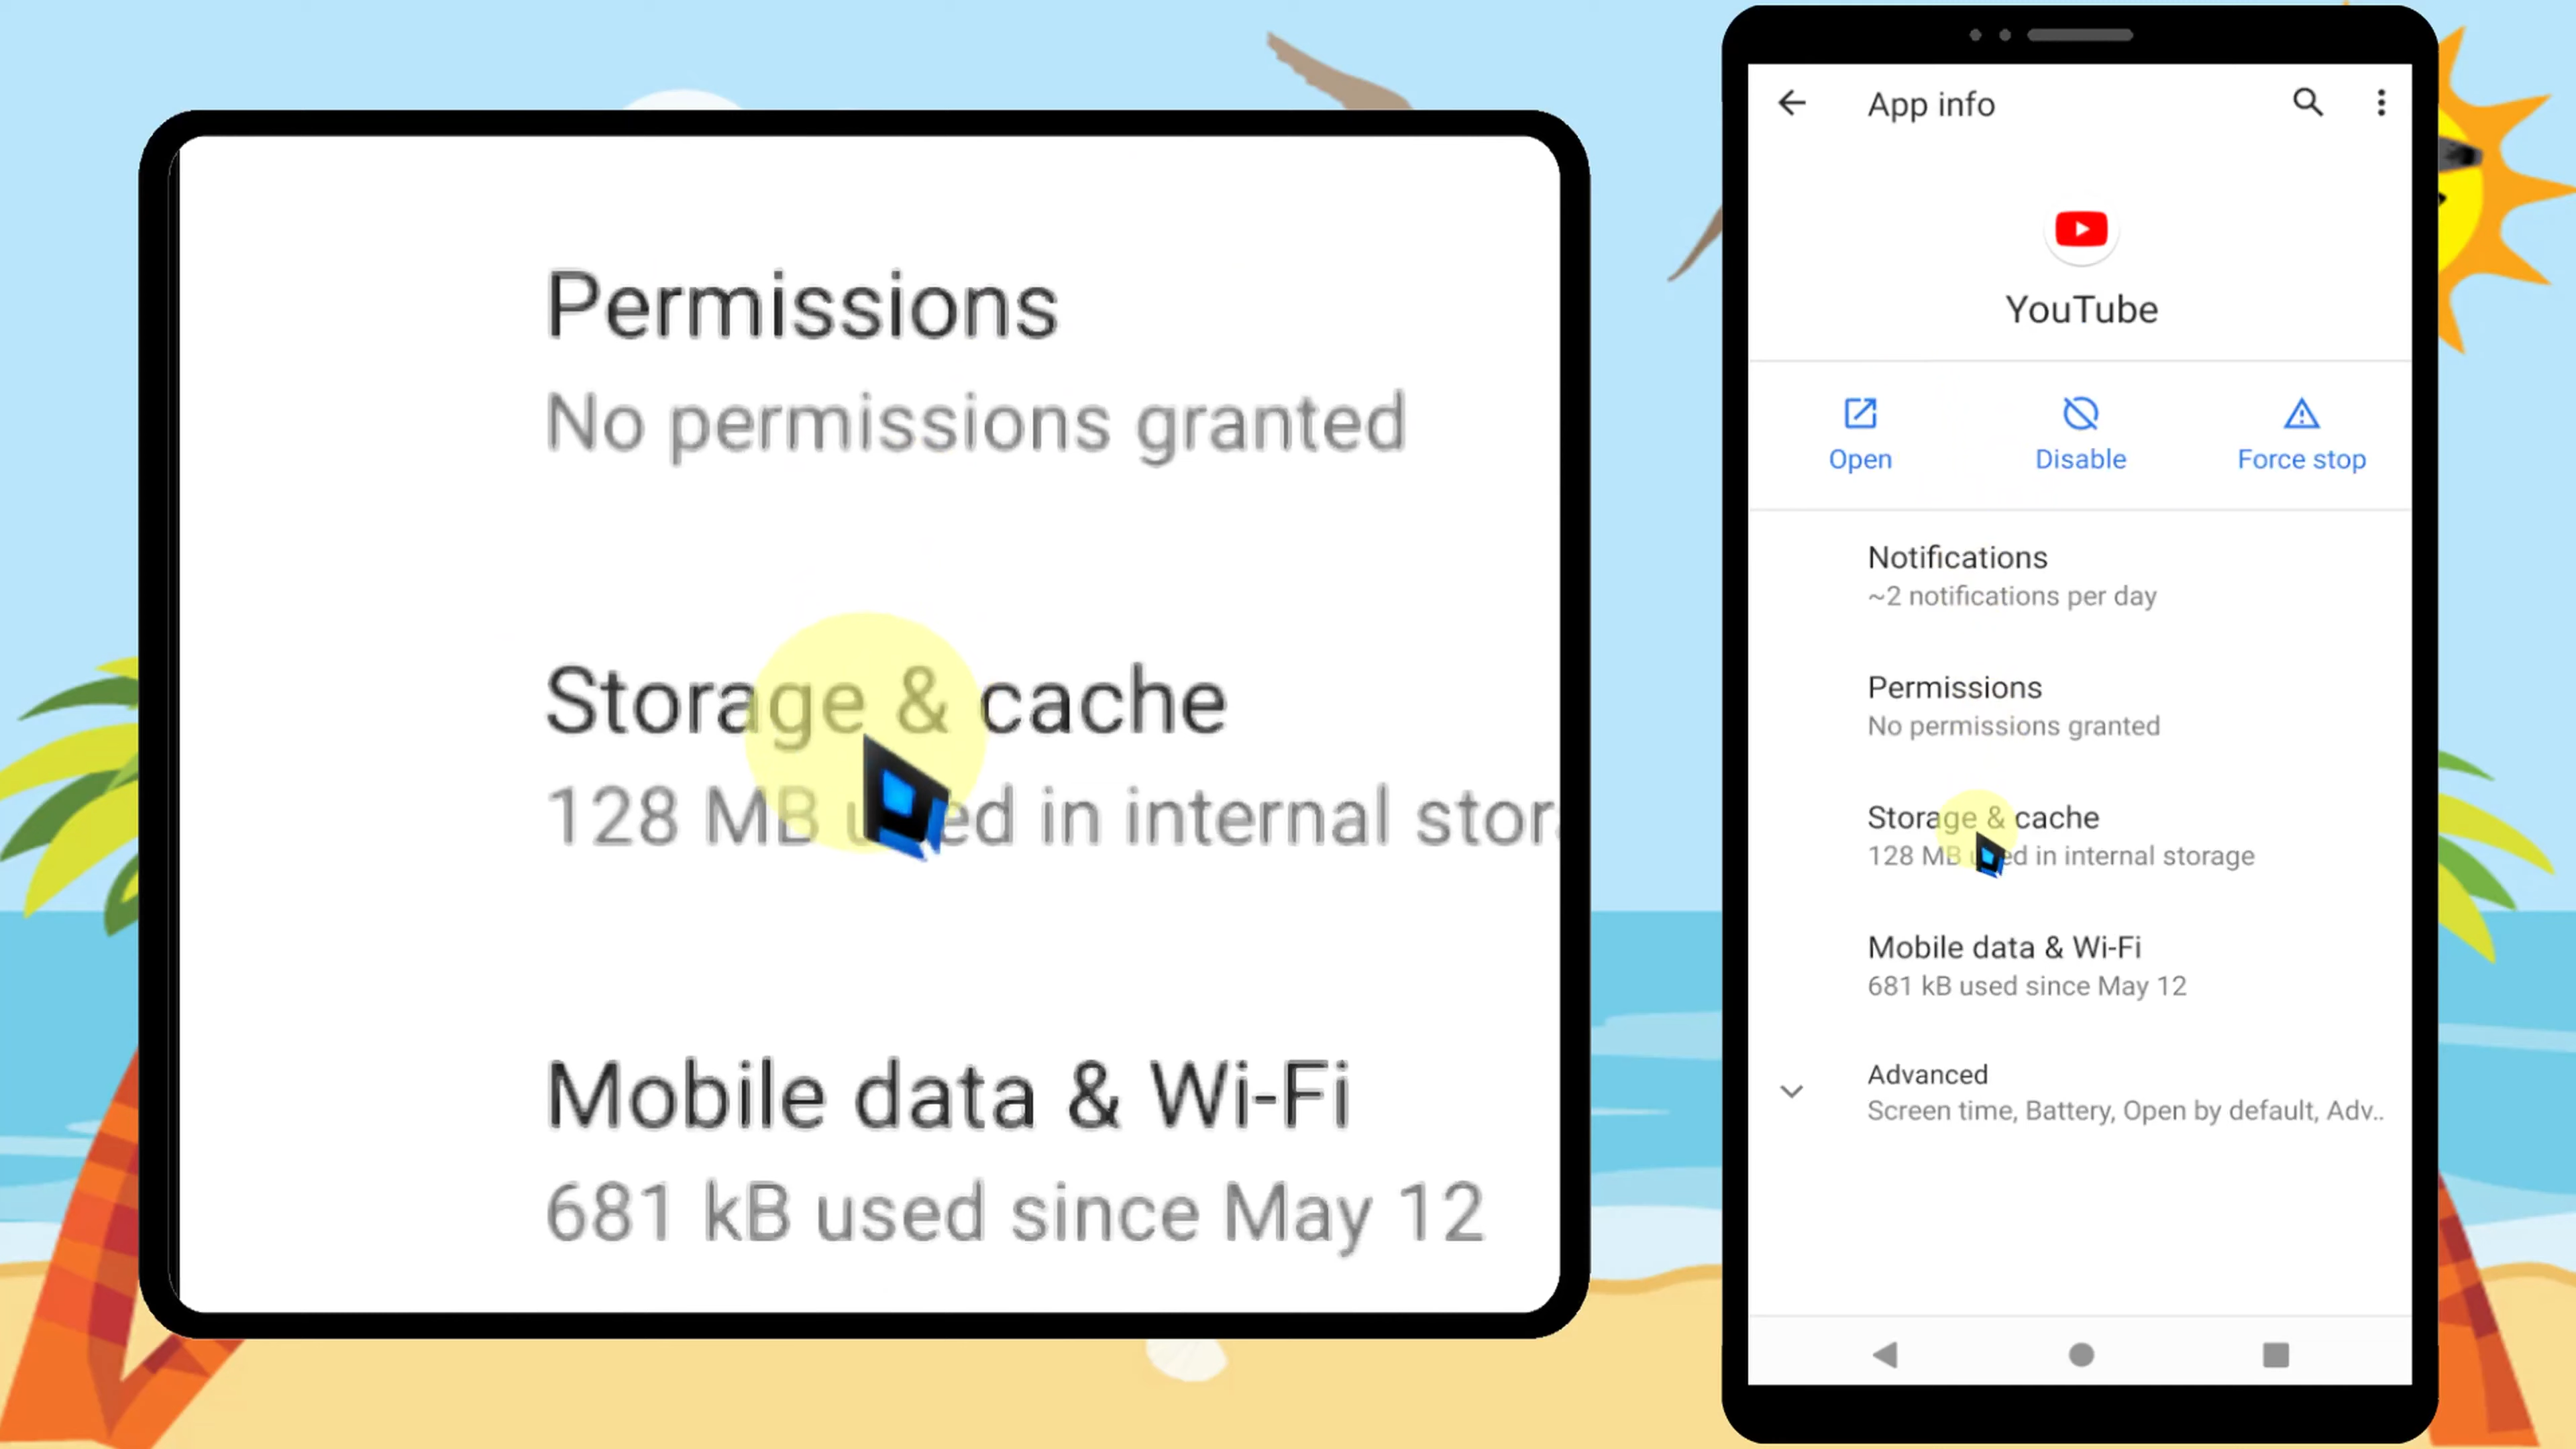 Permissions
No permissions granted
Storage & cache
128 MB used in internal stor
Mobile data & Wi-Fi
681 kB used since May 12
App info
YouTube
Open
Disable
Force stop
Notifications
~2 notifications per day
Permissions
No permissions granted
Storage & cache
128 MB used in internal storage
Mobile data & Wi-Fi
681 kB used since May 12
Advanced
Screen time, Battery, Open by default, Adv..